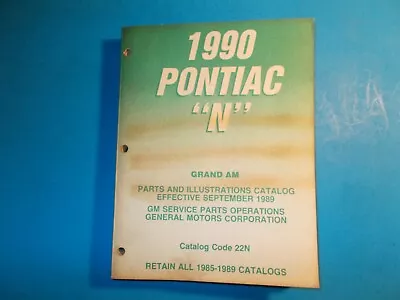 1990
PONTIAC
"N"
GRAND AM
PARTS AND ILLUSTRATIONS CATALOG
EFFECTIVE SEPTEMBER 1989
GM SERVICE PARTS OPERATIONS
GENERAL MOTORS CORPORATION
Catalog Code 22N
RETAIN ALL 1985-1989 CATALOGS